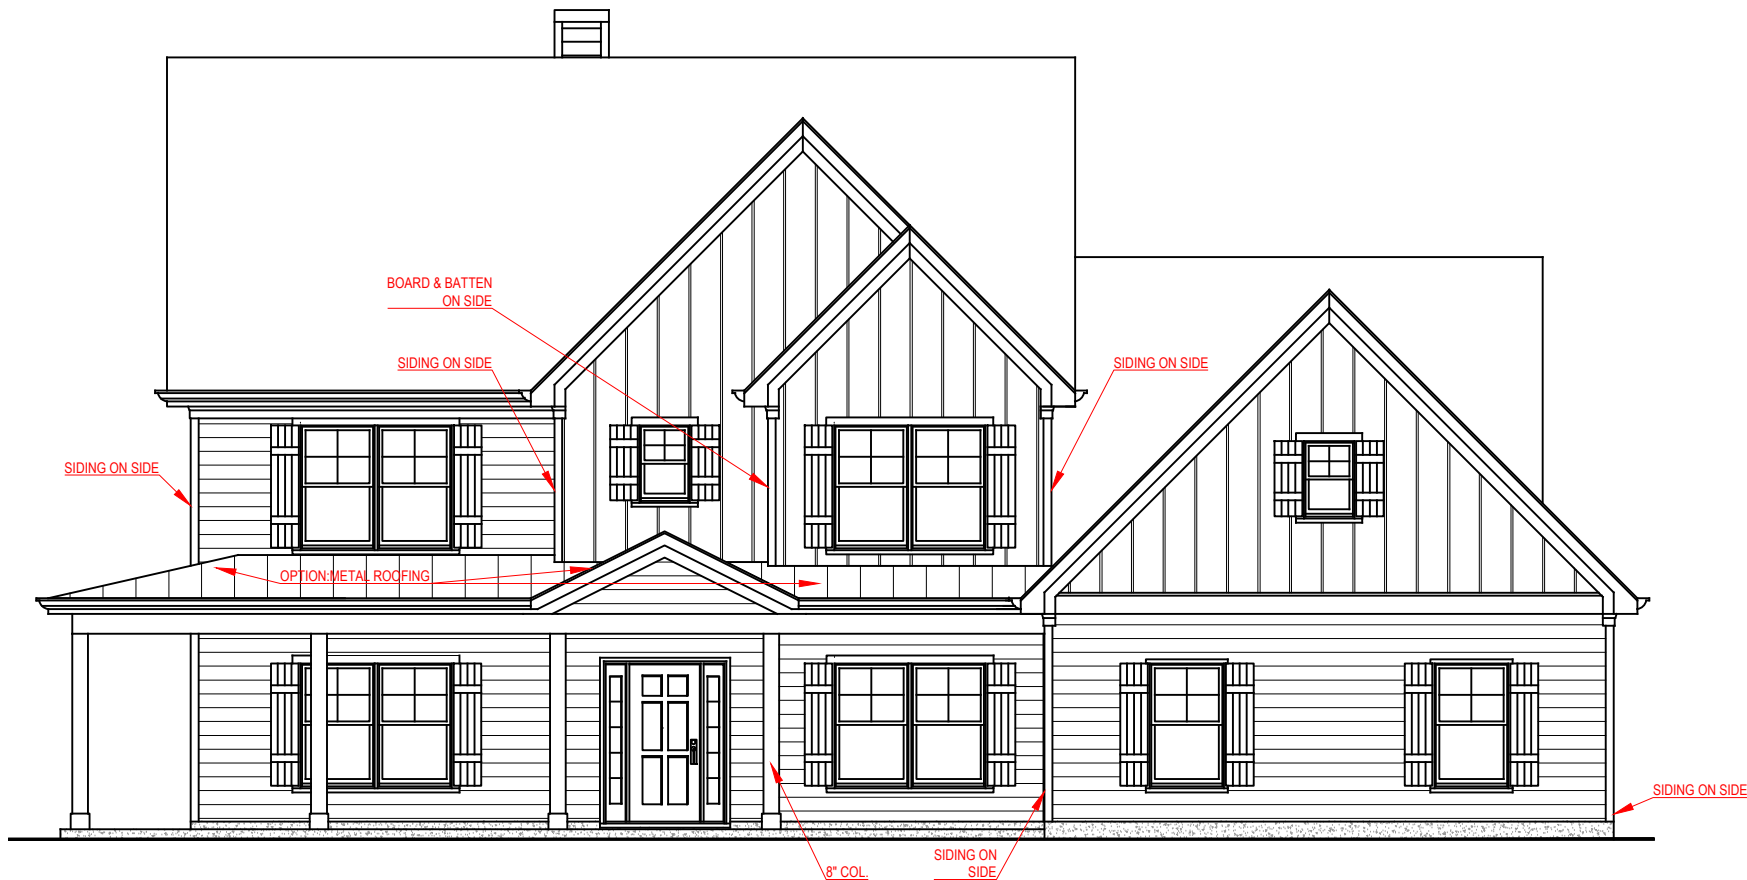 BOARD & BATTEN
ON SIDE
SIDING ON SIDE
SIDING ON SIDE
SIDING ON SIDE
OPTION:METAL ROOFING
SIDING ON SIDE
8" COL.
SIDING ON
SIDE